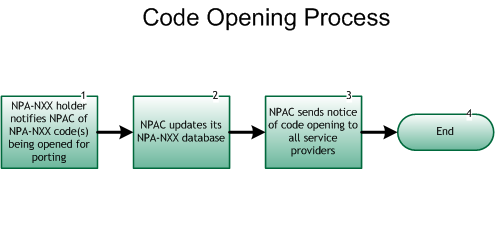 Code Opening Process
1
NPA-NXX holder
notifies NPAC of
NPA-NXX code(s)
being opened for
porting
2
NPAC updates its
NPA-NXX database
3
NPAC sends notice
of code opening to
all service
providers
4
End